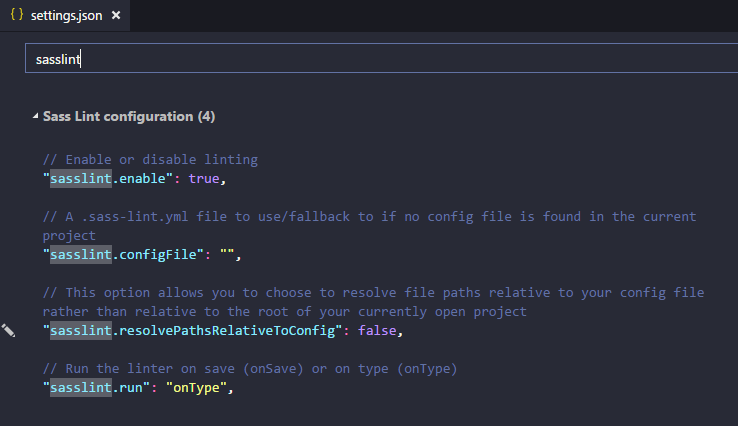 { } settings.json ×
sasslint
Sass Lint configuration (4)
// Enable or disable linting
"sasslint.enable": true,
// A .sass-lint.yml file to use/fallback to if no config file is found in the current
project
"sasslint.configFile": "",
// This option allows you to choose to resolve file paths relative to your config file
rather than relative to the root of your currently open project
"sasslint.resolvePathsRelativeToConfig": false,
// Run the linter on save (onSave) or on type (onType)
"sasslint.run": "onType",